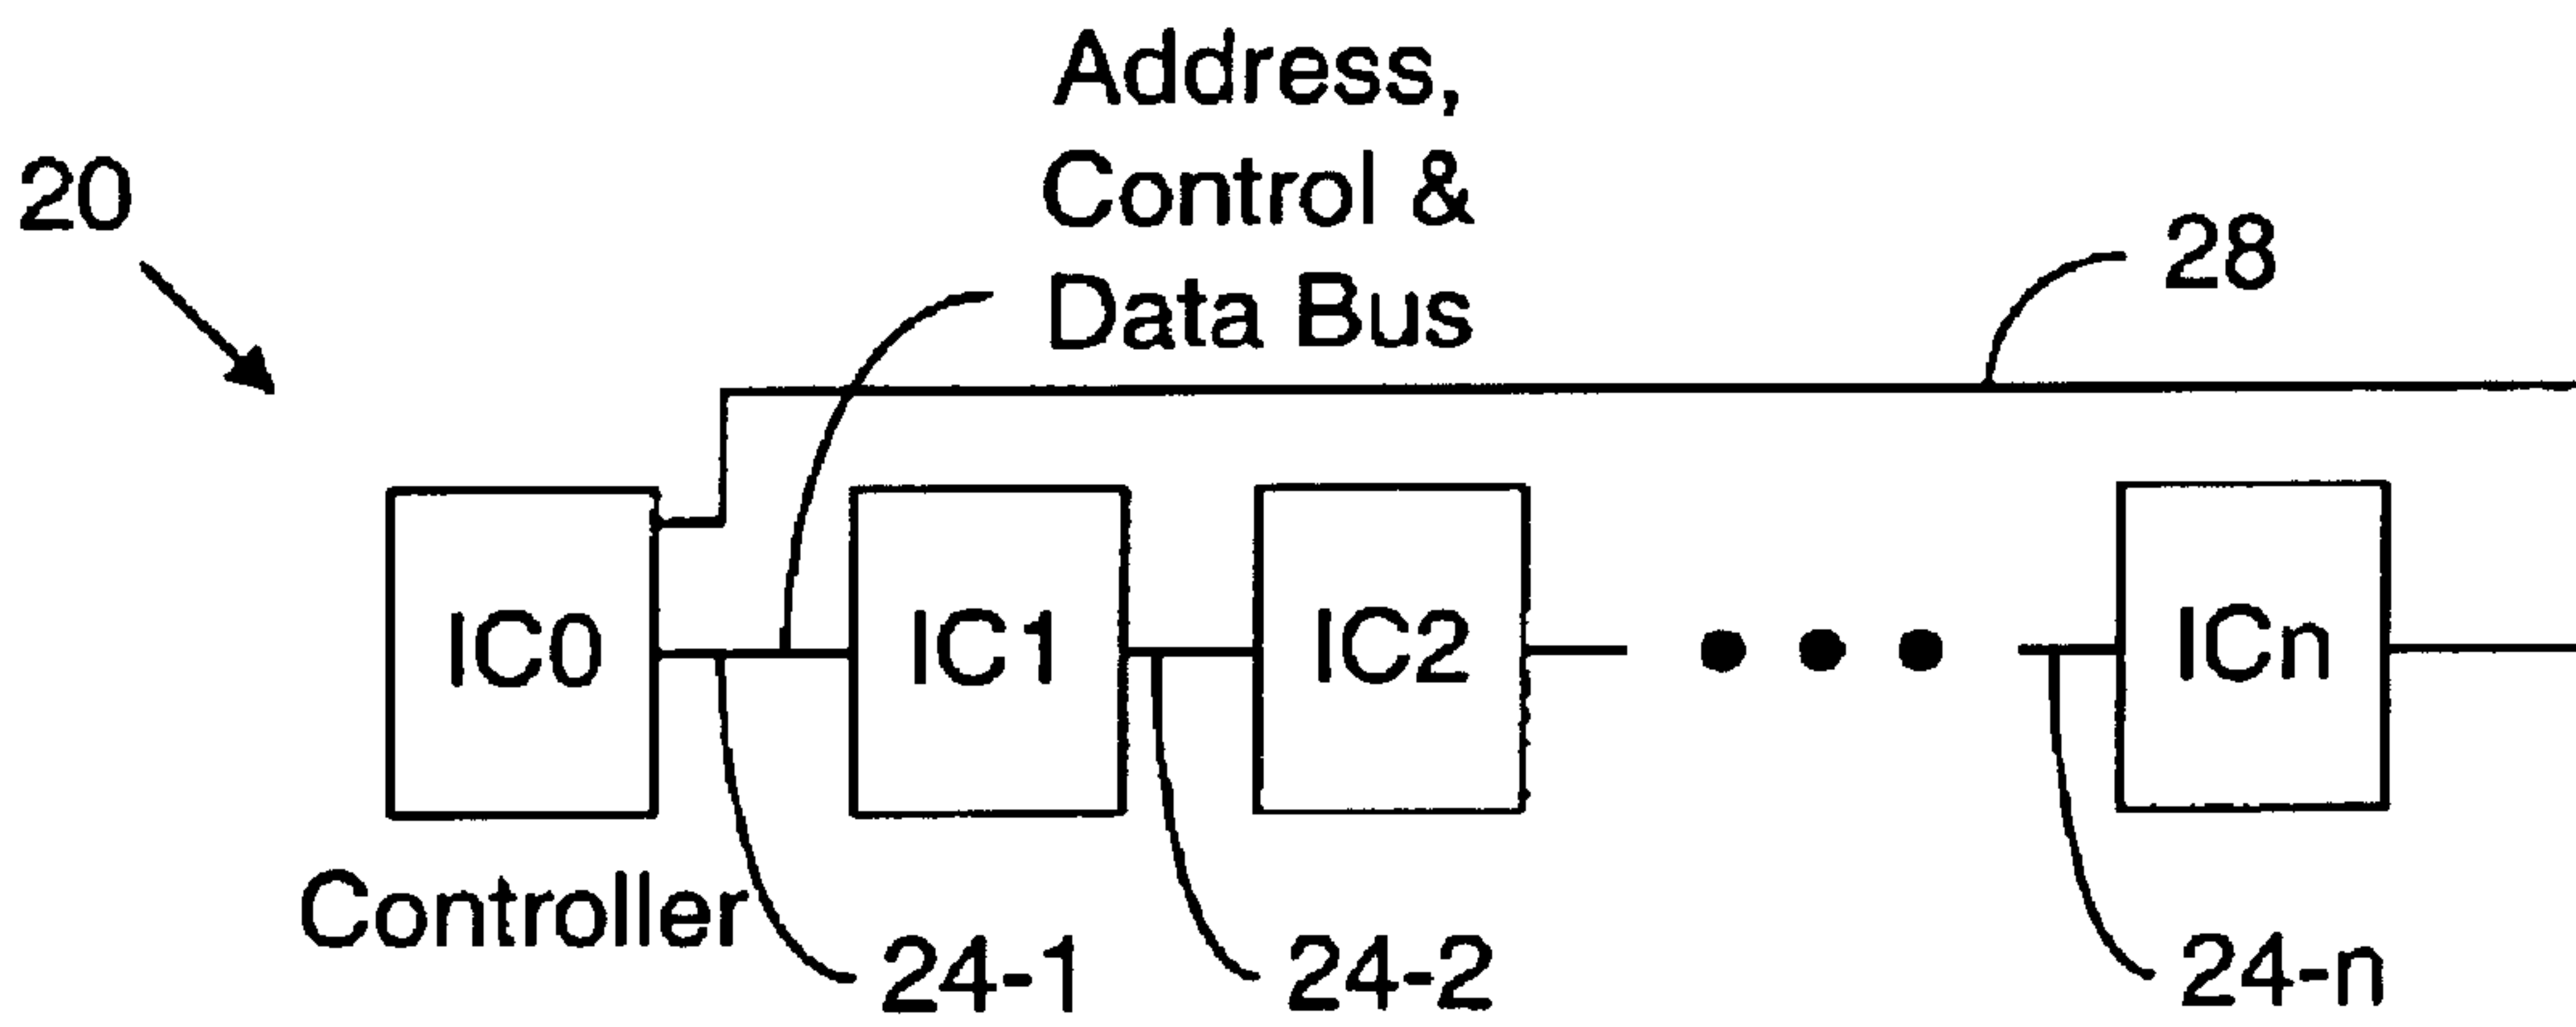 Address,
Control &
Data Bus
20
28
IC0
IC1
IC2
ICn
Controller
24-1
24-2
24-n